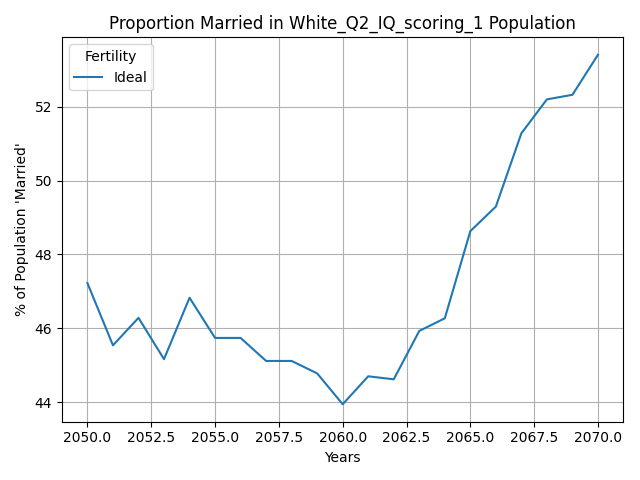 Proportion Married in White_Q2_IQ_scoring_1 Population
Fertility
Ideal
% of Population 'Married'
52
50
48
46
44
2050.0 2052.5 2055.0 2057.5 2060.0 2062.5 2065.0 2067.5 2070.0
Years